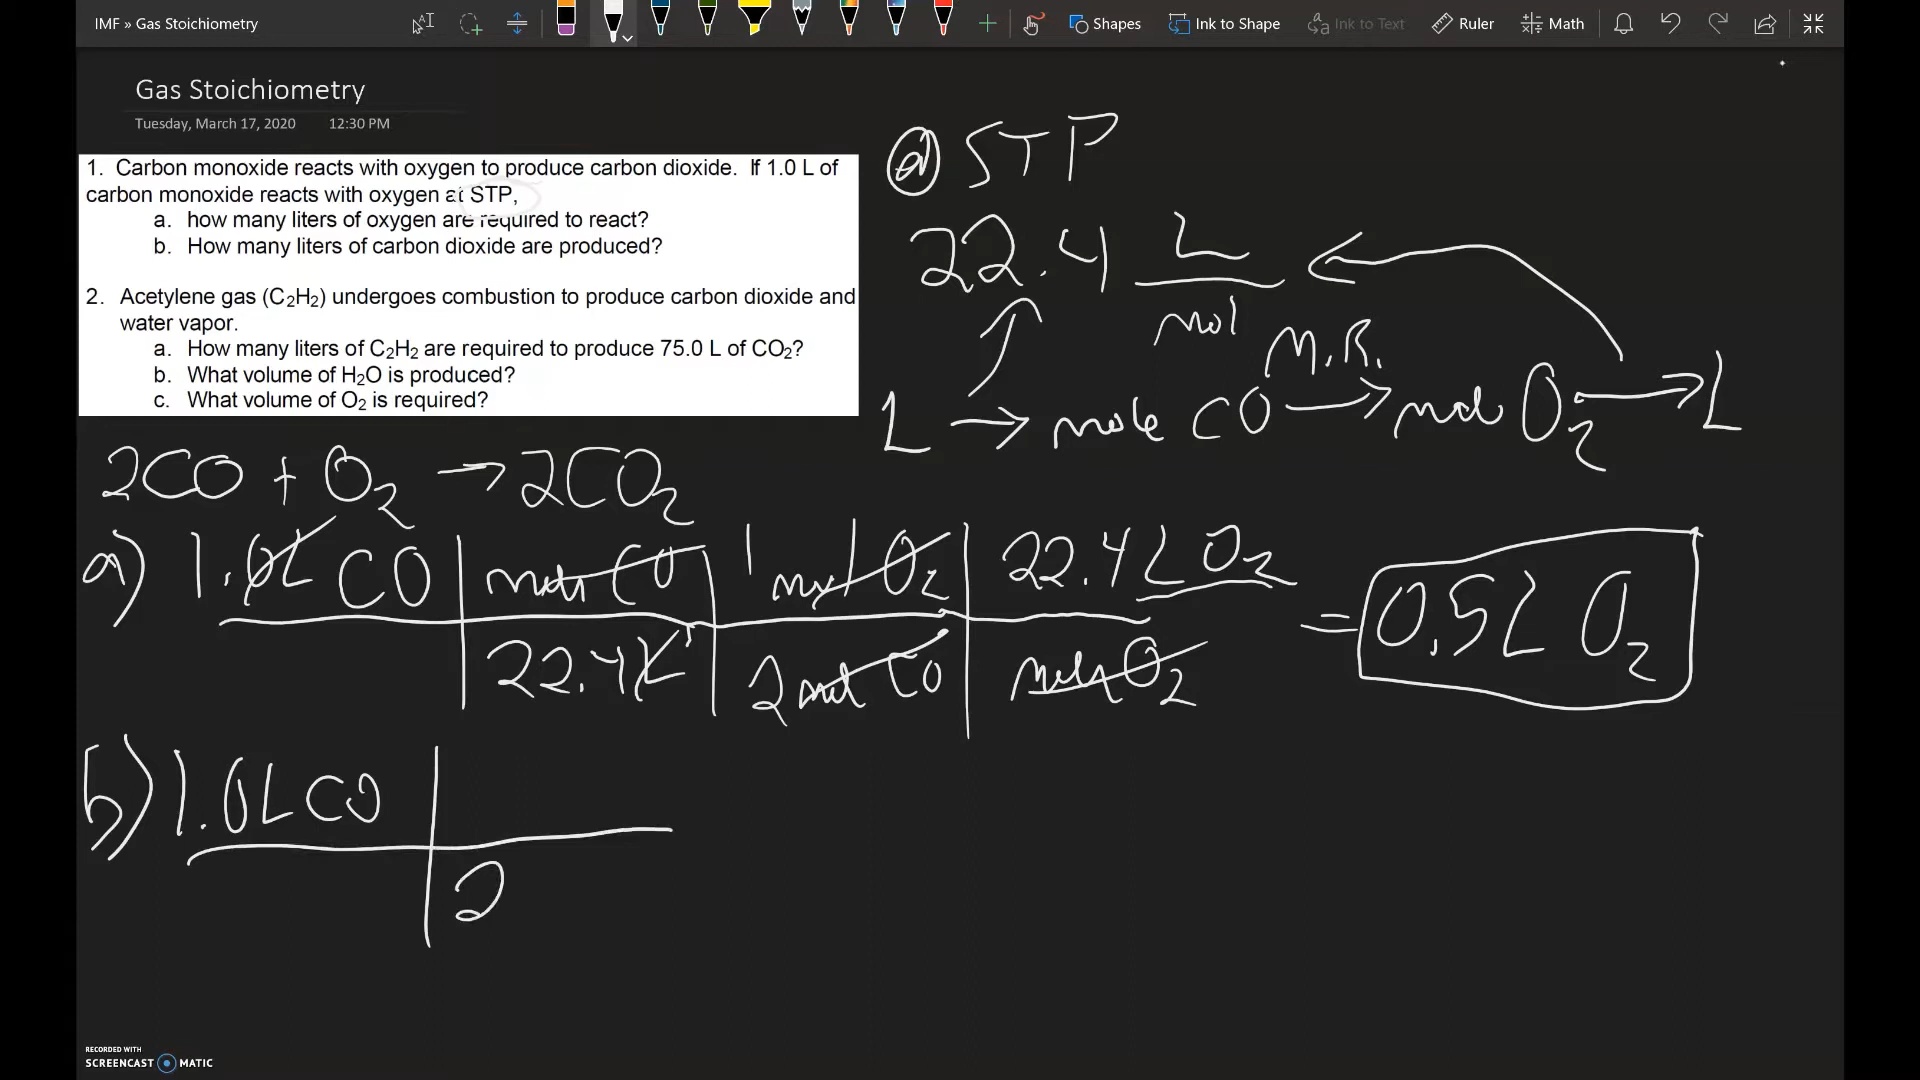 IMF » Gas Stoichiometry
Shapes Ink to Shape Ink to Text Ruler Math
Gas Stoichiometry
Tuesday, March 17, 2020 12:30 PM
1. Carbon monoxide reacts with oxygen to produce carbon dioxide. If 1.0 L of
carbon monoxide reacts with oxygen at STP,
a. how many liters of oxygen are required to react?
b. How many liters of carbon dioxide are produced?
2. Acetylene gas (C₂H₂) undergoes combustion to produce carbon dioxide and
water vapor.
a. How many liters of C₂H₂ are required to produce 75.0 L of CO₂?
b. What volume of H₂O is produced?
c. What volume of O₂ is required?
@ STP
22.4 L/mol
M.R.
L → mole CO → mol O₂ → L
2CO + O₂ → 2CO₂
a) 1.0L CO | mole CO | 1 mol O₂ | 22.4 L O₂
22.4 L | 2 mol CO | mole O₂ = 0.5 L O₂
b) 1.0L CO
2
RECORDED WITH
SCREENCAST MATIC